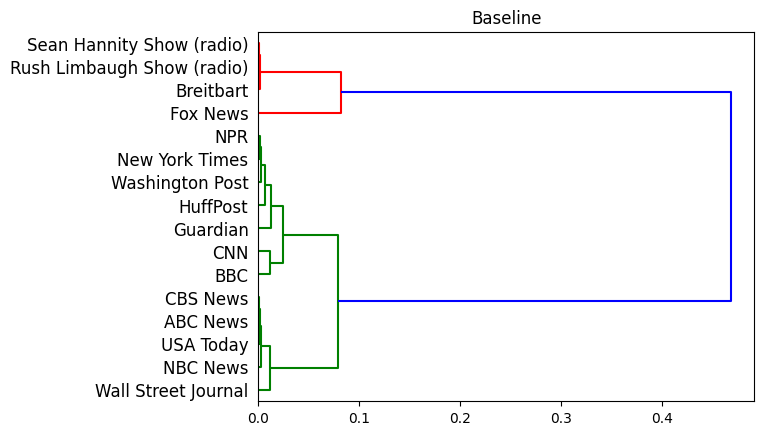 Baseline
Sean Hannity Show (radio)
Rush Limbaugh Show (radio)
Breitbart
Fox News
NPR
New York Times
Washington Post
HuffPost
Guardian
CNN
BBC
CBS News
ABC News
USA Today
NBC News
Wall Street Journal
0.0 0.1 0.2 0.3 0.4